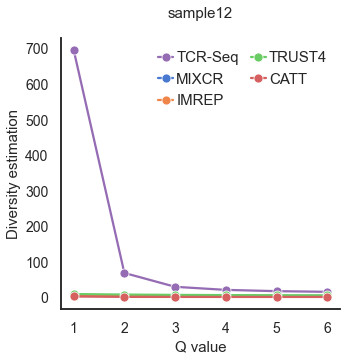 sample12
700
600
500
400
300
200
100
0
Diversity estimation
TCR-Seq
MIXCR
IMREP
TRUST4
CATT
1 2 3 4 5 6
Q value